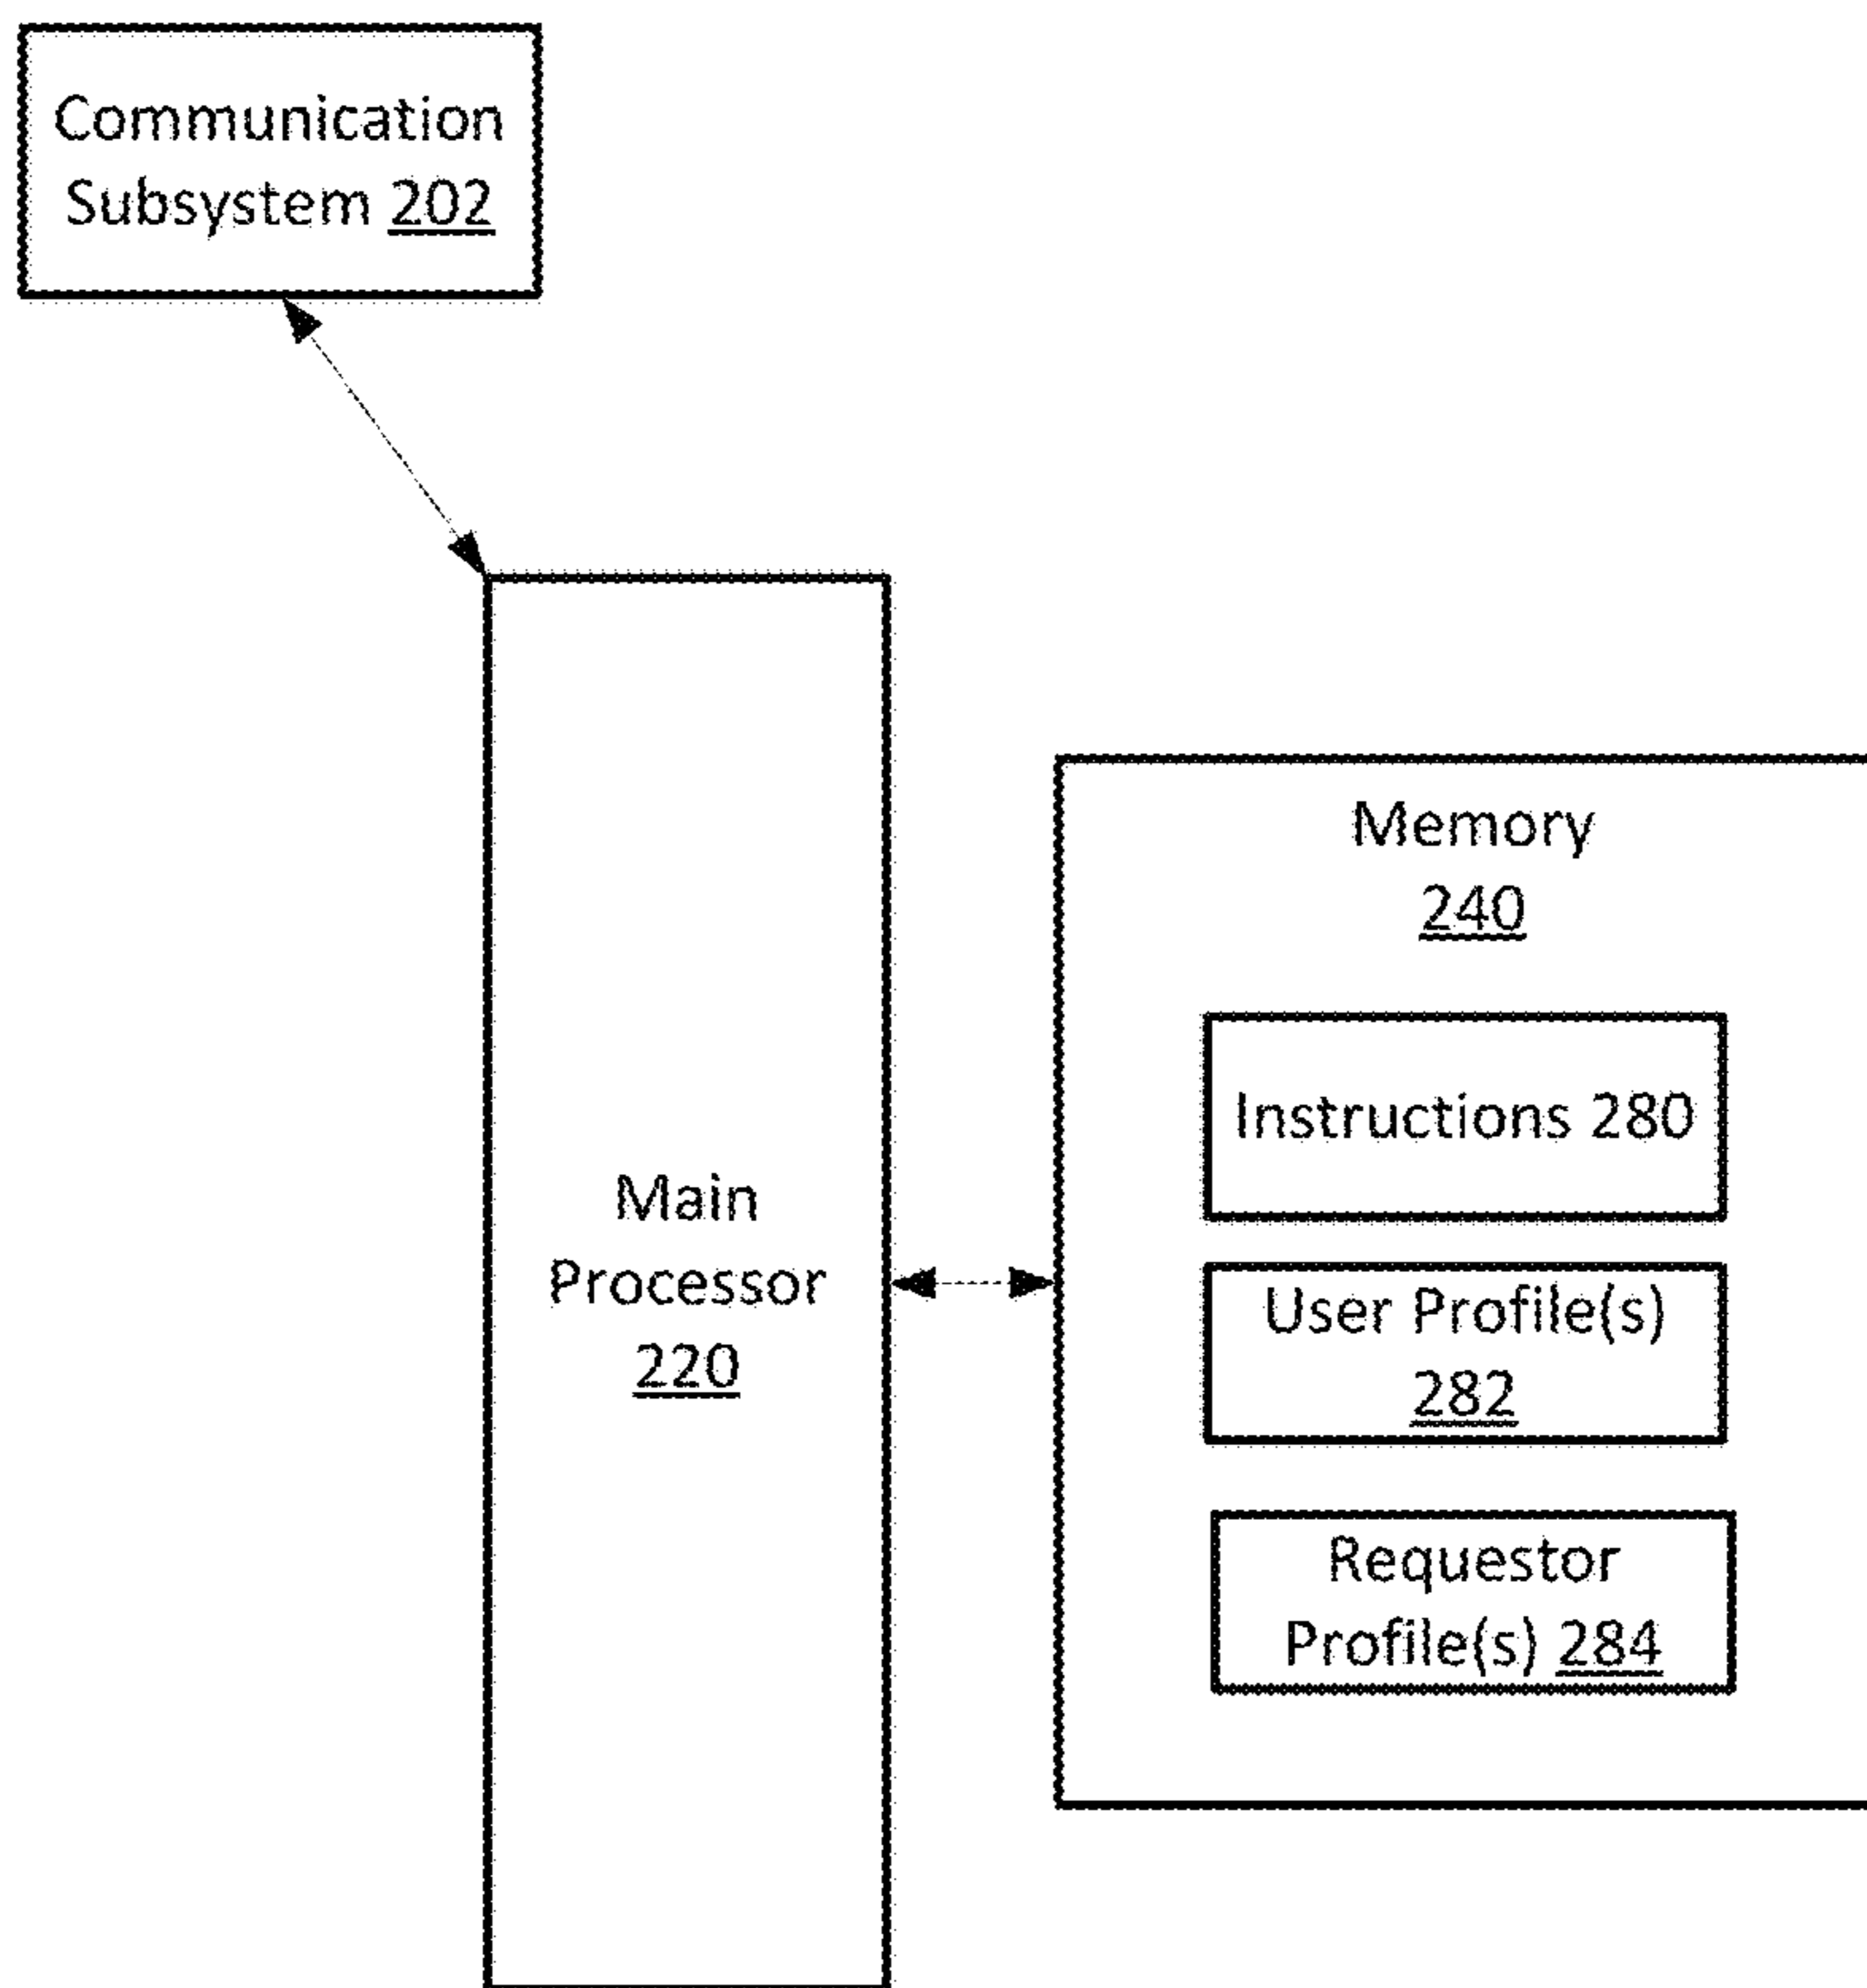 Communication
Subsystem 202
Main
Processor
220
Memory
240
Instructions 280
User Profile(s)
282
Requestor
Profile(s) 284